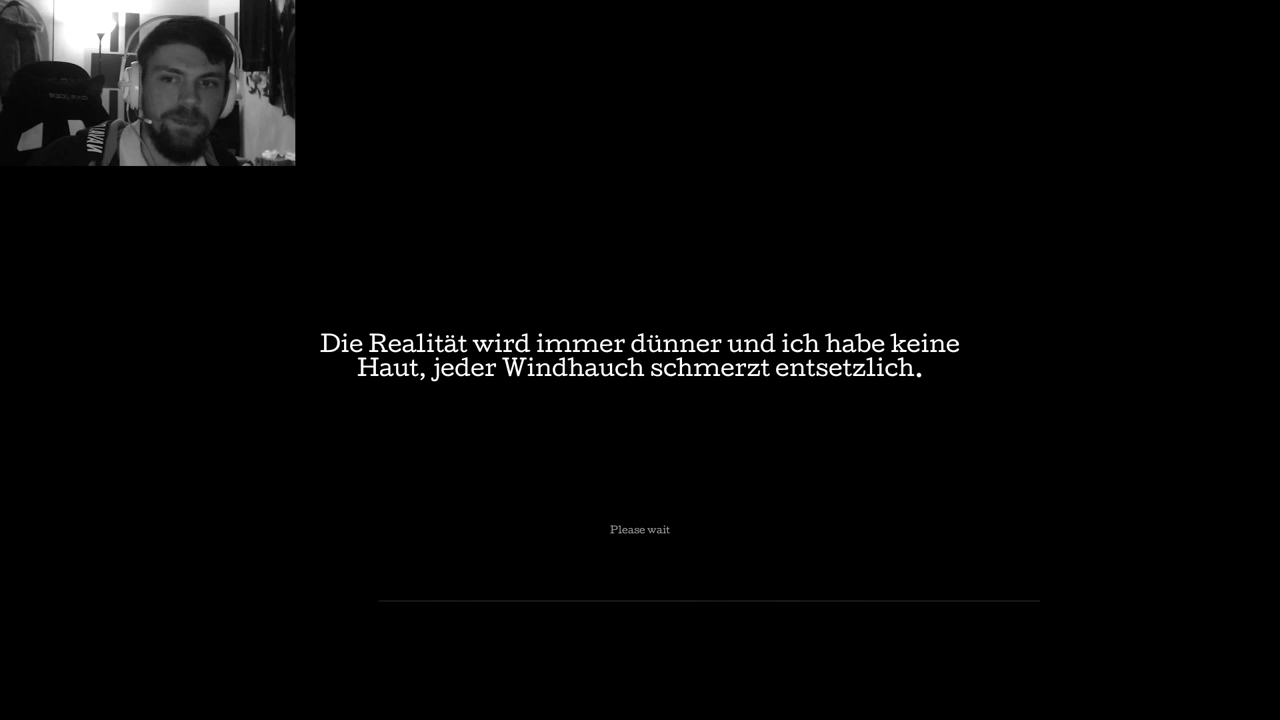 Die Realität wird immer dünner und ich habe keine
Haut, jeder Windhauch schmerzt entsetzlich.
Please wait